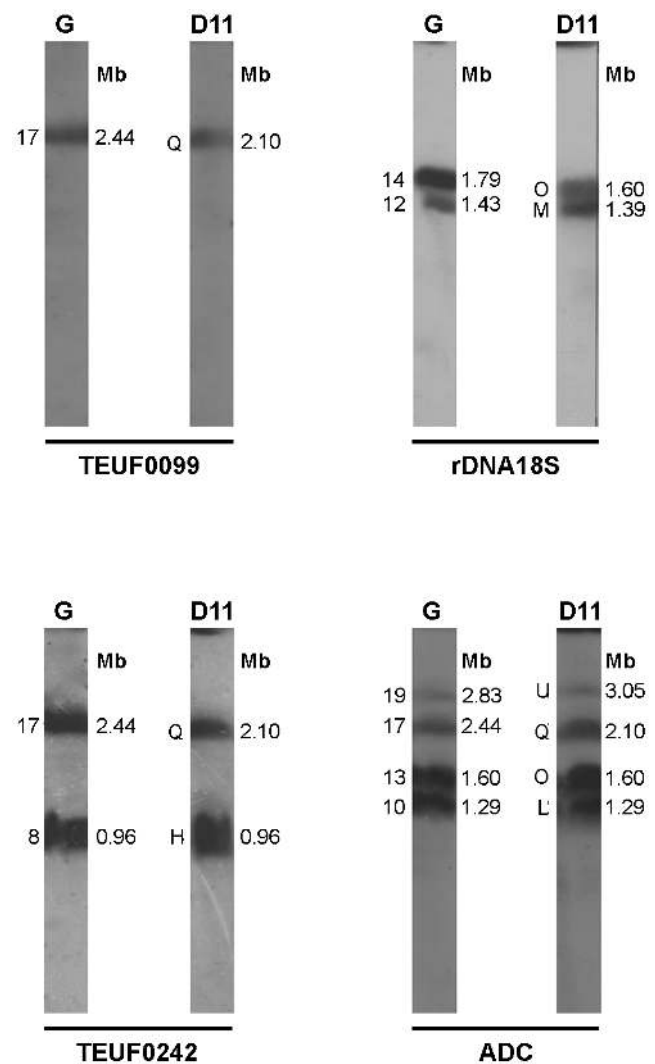 G D11 G D11
Mb Mb Mb Mb
17 2.44 Q 2.10
14 1.79 O 1.60
12 1.43 M 1.39
TEUF0099 rDNA18S
G D11 G D11
Mb Mb Mb Mb
19 2.83 U 3.05
17 2.44 Q 2.10 17 2.44 Q 2.10
13 1.60 O 1.60
8 0.96 H 0.96 10 1.29 L 1.29
TEUF0242 ADC